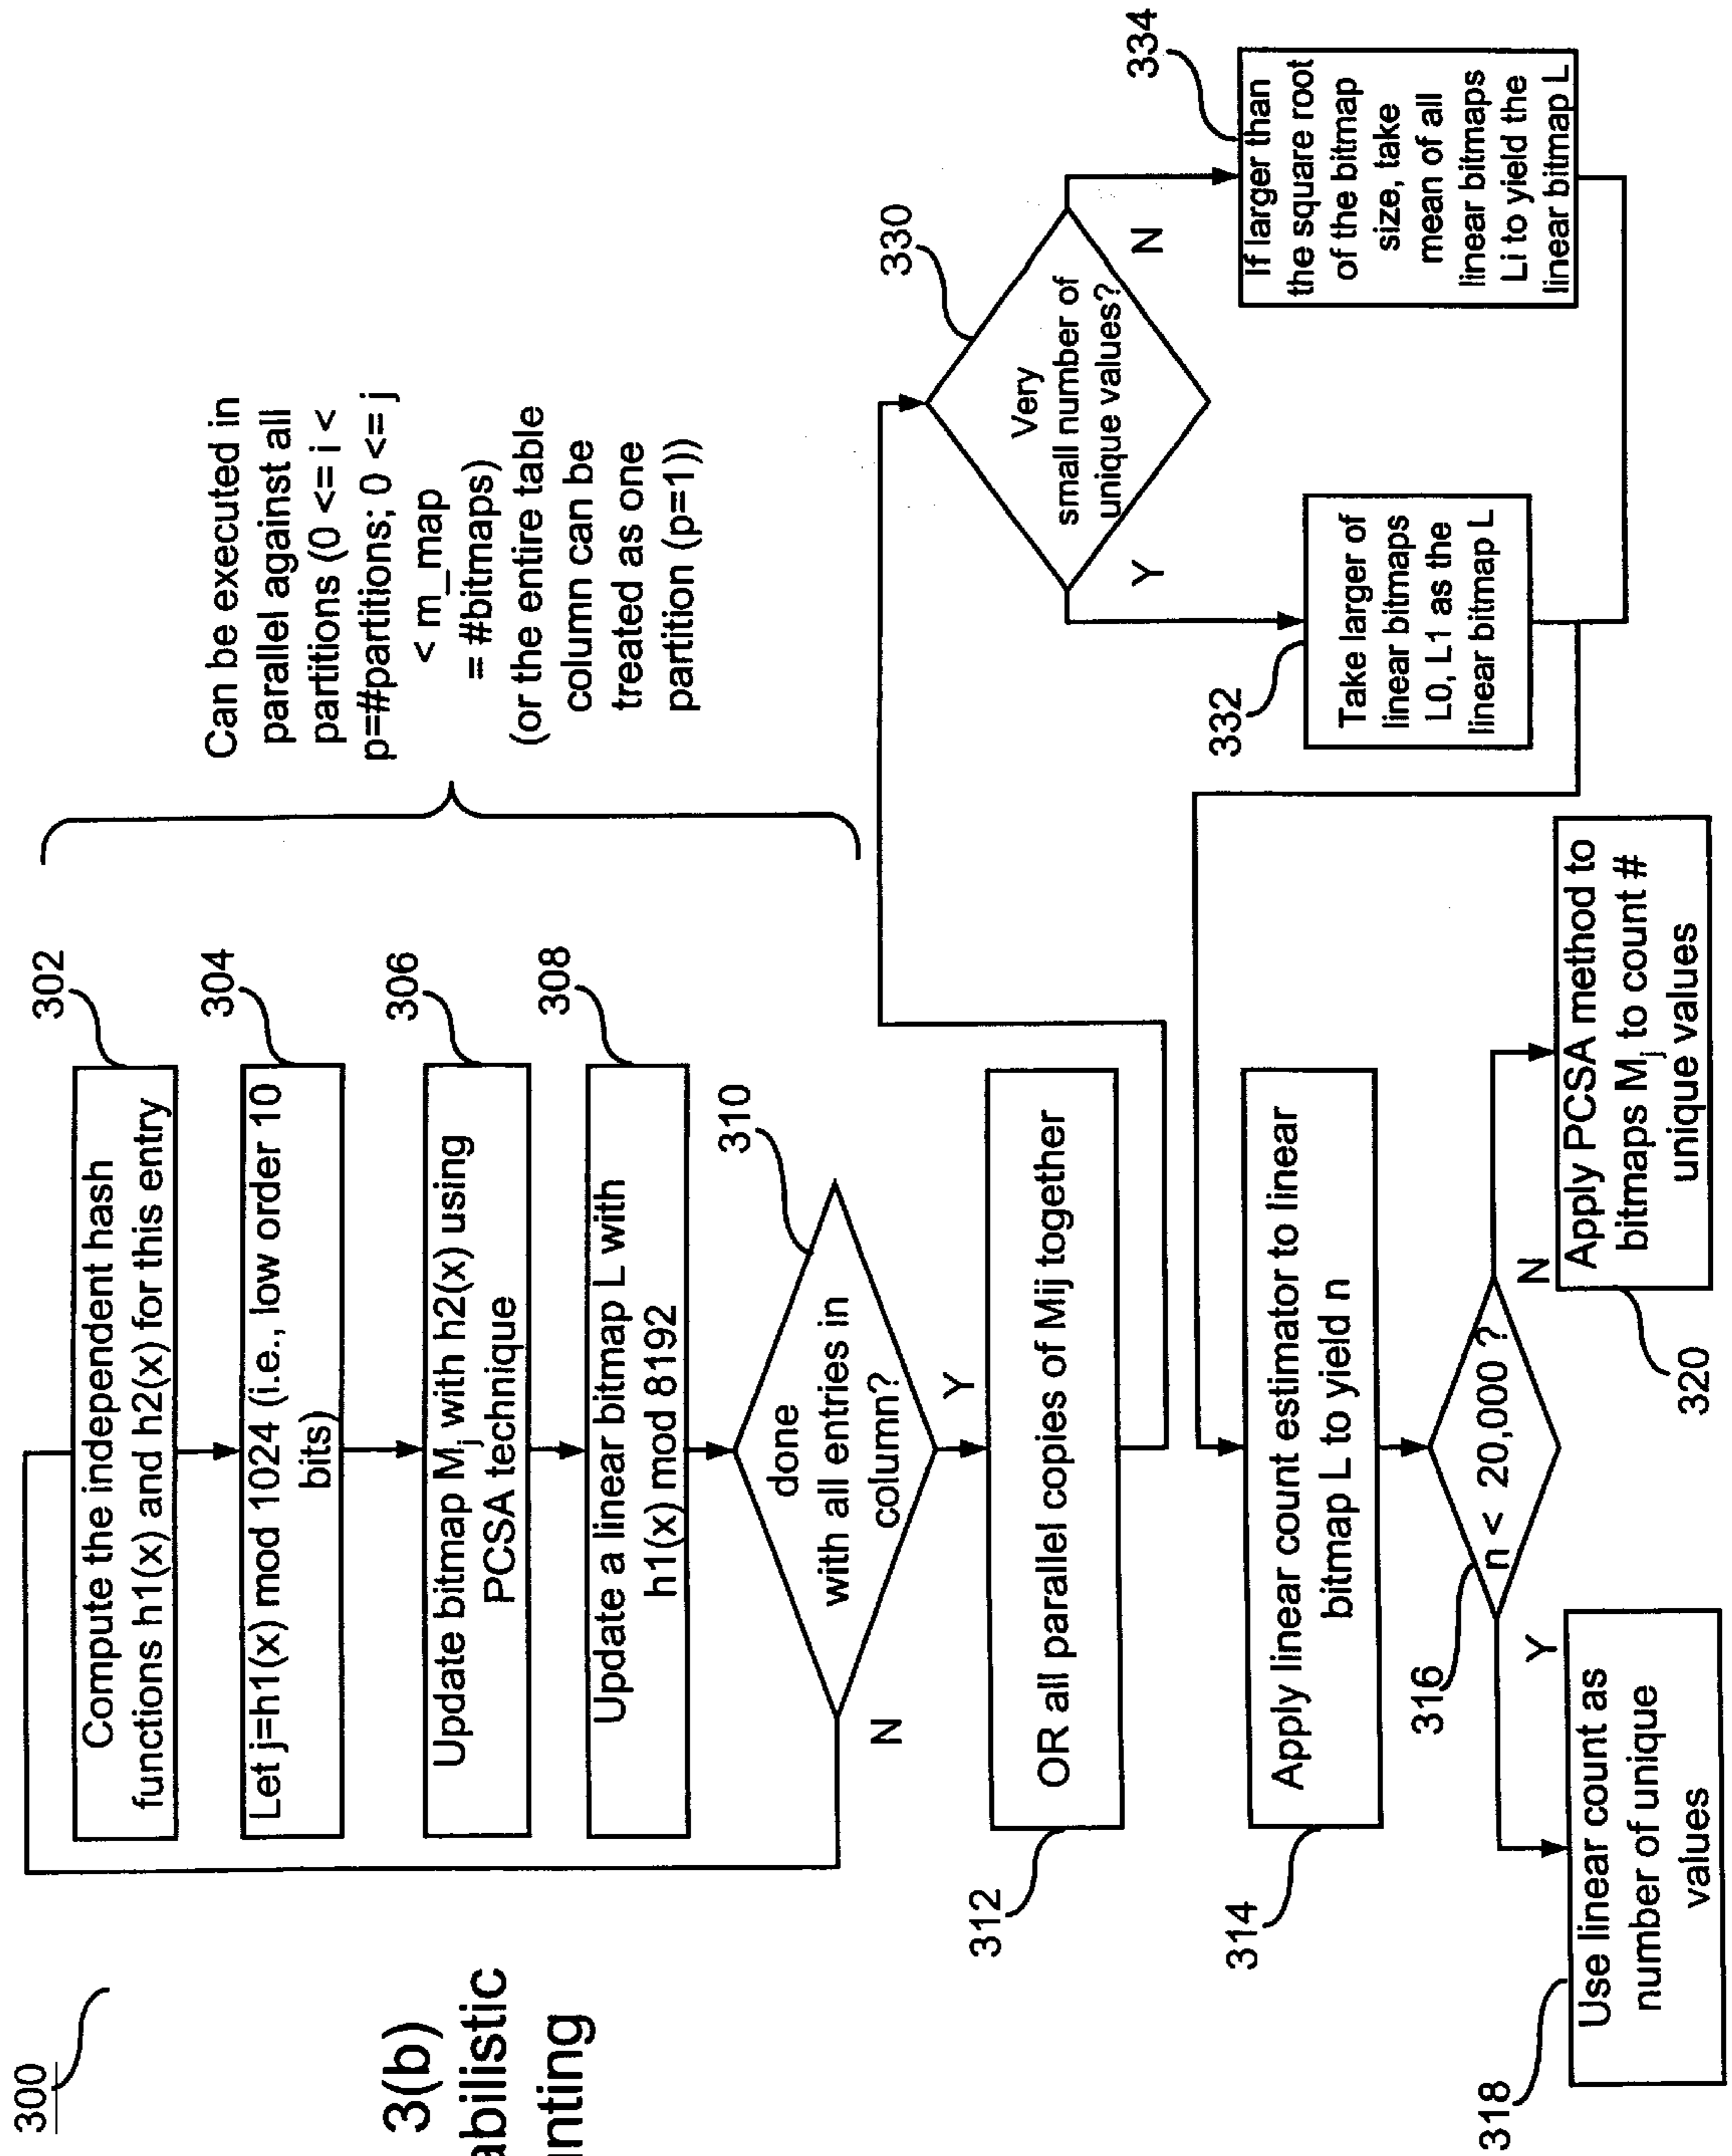 300
3(b)
Compute the independent hash
functions h1(x) and h2(x) for this entry
302
Let j=h1(x) mod 1024 (i.e., low order 10
bits)
304
Update bitmap Mj with h2(x) using
PCSA technique
306
Update a linear bitmap L with
h1(x) mod 8192
308
done
with all entries in
column?
310
N
Y
Can be executed in
parallel against all
partitions (0 <= i <
p=#partitions; 0 <= j
< m_map
= #bitmaps)
(or the entire table
column can be
treated as one
partition (p=1))
OR all parallel copies of Mij together
312
Very
small number of
unique values?
330
Y
N
Take larger of
linear bitmaps
L0, L1 as the
linear bitmap L
332
If larger than
the square root
of the bitmap
size, take
mean of all
linear bitmaps
Li to yield the
linear bitmap L
334
Apply linear count estimator to linear
bitmap L to yield n
314
n < 20,000 ?
316
Y
N
Use linear count as
number of unique
values
318
Apply PCSA method to
bitmaps Mj to count #
unique values
320